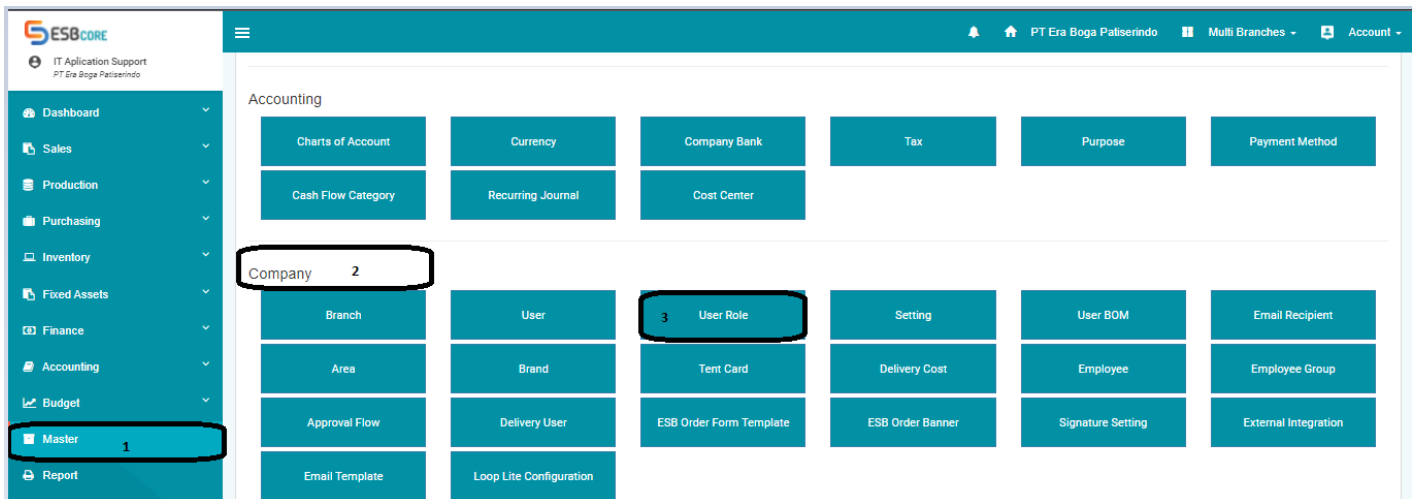 ESBCORE
IT Aplication Support
PT Era Boga Patiserindo
PT Era Boga Patiserindo
Multi Branches
Account
Dashboard
Sales
Production
Purchasing
Inventory
Fixed Assets
Finance
Accounting
Budget
Master 1
Report
Accounting
Charts of Account
Currency
Company Bank
Tax
Purpose
Payment Method
Cash Flow Category
Recurring Journal
Cost Center
Company 2
Branch
User
3 User Role
Setting
User BOM
Email Recipient
Area
Brand
Tent Card
Delivery Cost
Employee
Employee Group
Approval Flow
Delivery User
ESB Order Form Template
ESB Order Banner
Signature Setting
External Integration
Email Template
Loop Lite Configuration